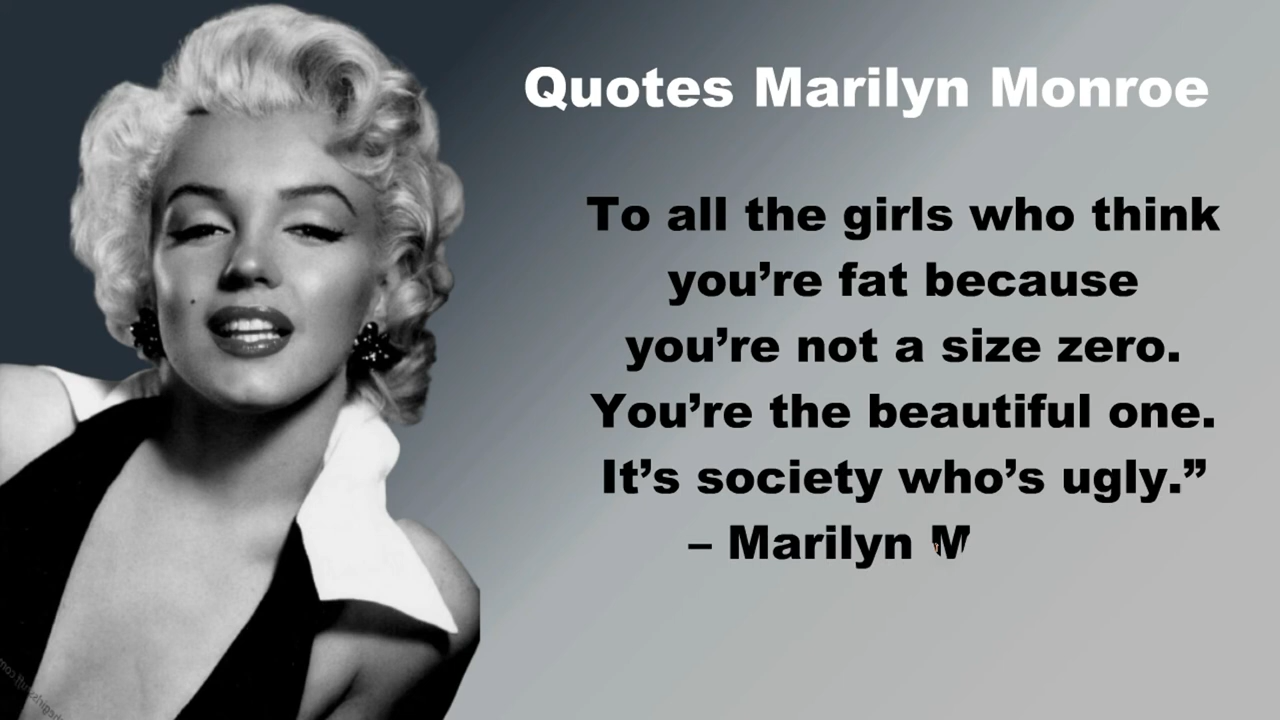 Quotes Marilyn Monroe
To all the girls who think
you’re fat because
you’re not a size zero.
You’re the beautiful one.
It’s society who’s ugly.”
– Marilyn M